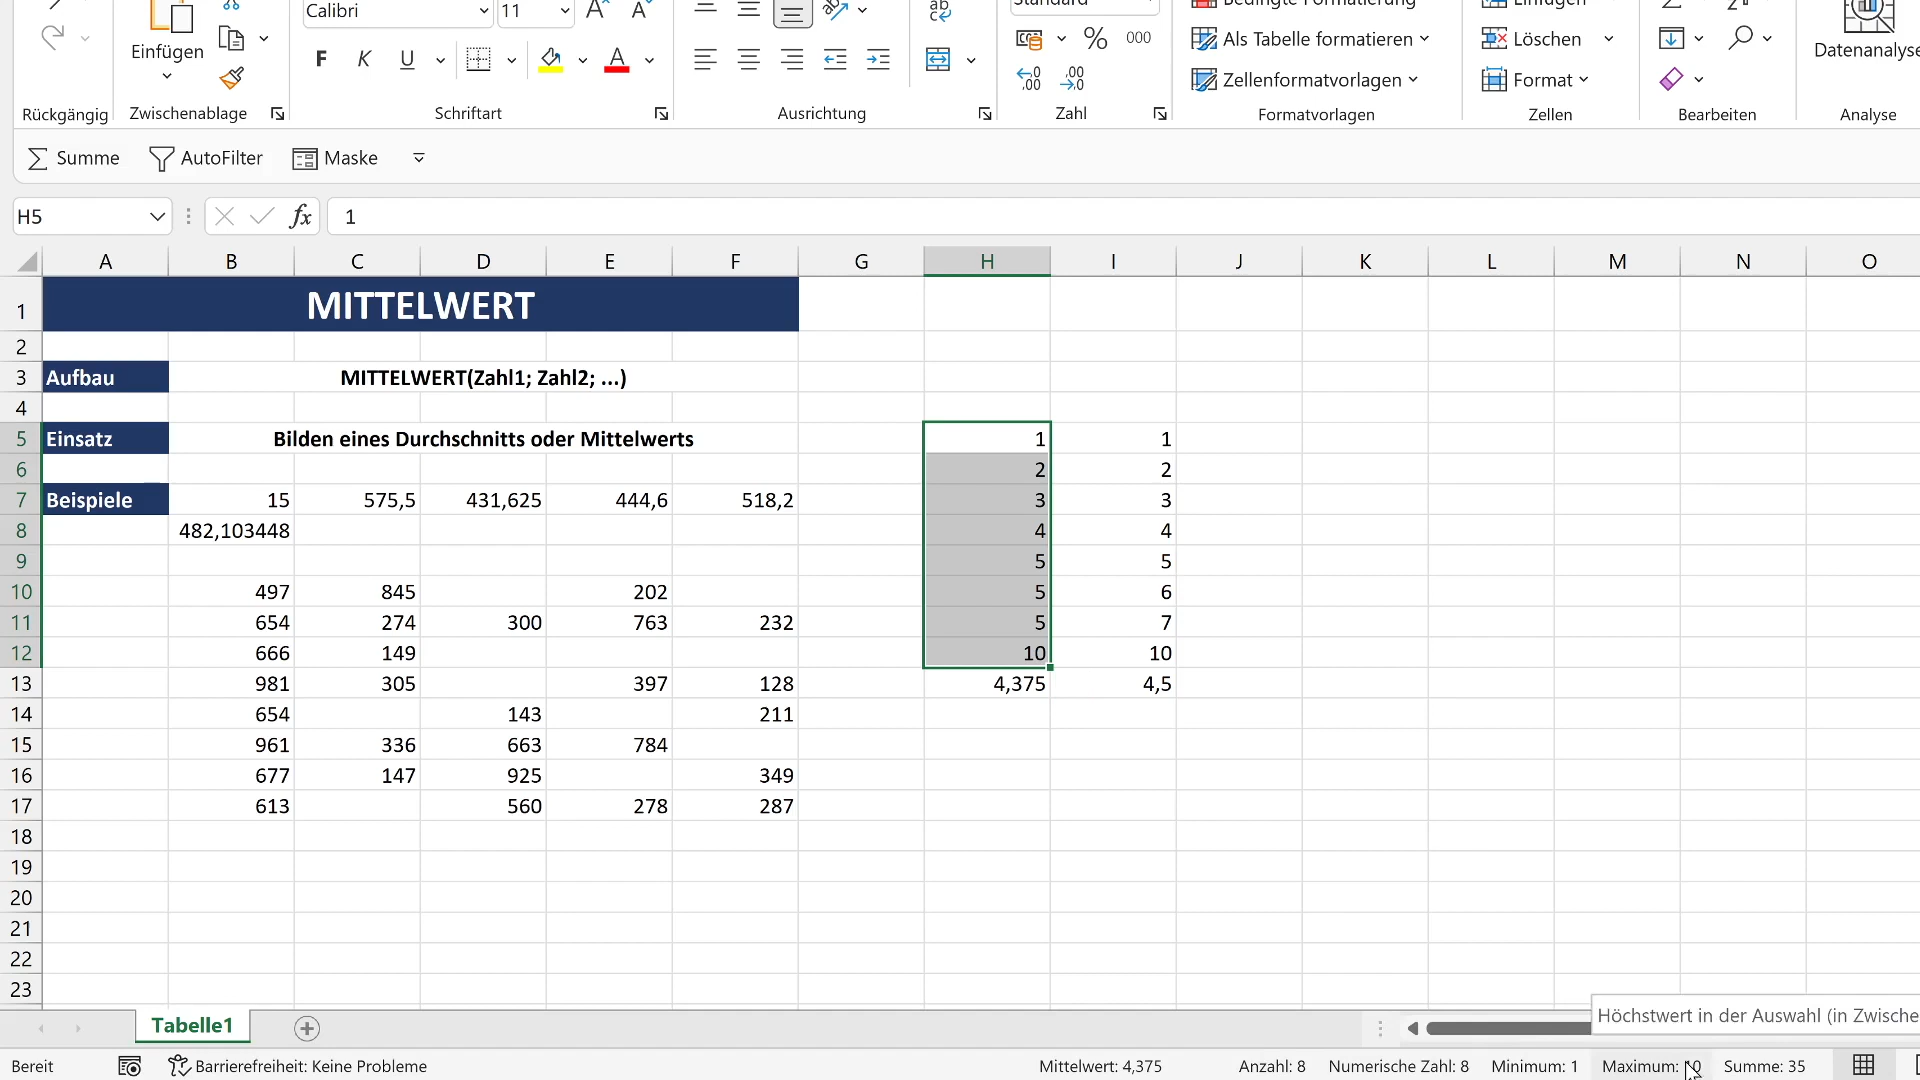 Calibri 11 Standard Bedingte Formatierung Einfügen
Einfügen F K U A % 000 Als Tabelle formatieren Löschen Datenanalyse
Zellenformatvorlagen Format
Rückgängig Zwischenablage Schriftart Ausrichtung Zahl Formatvorlagen Zellen Bearbeiten Analyse
Summe AutoFilter Maske
H5 fx 1
A B C D E F G H I J K L M N O
1 MITTELWERT
2
3 Aufbau MITTELWERT(Zahl1; Zahl2; ...)
4
5 Einsatz Bilden eines Durchschnitts oder Mittelwerts 1 1
6 2 2
7 Beispiele 15 575,5 431,625 444,6 518,2 3 3
8 482,103448 4 4
9 5 5
10 497 845 202 5 6
11 654 274 300 763 232 5 7
12 666 149 10 10
13 981 305 397 128 4,375 4,5
14 654 143 211
15 961 336 663 784
16 677 147 925 349
17 613 560 278 287
18
19
20
21
22
23
Tabelle1 Höchstwert in der Auswahl (in Zwische
Bereit Barrierefreiheit: Keine Probleme Mittelwert: 4,375 Anzahl: 8 Numerische Zahl: 8 Minimum: 1 Maximum: 10 Summe: 35